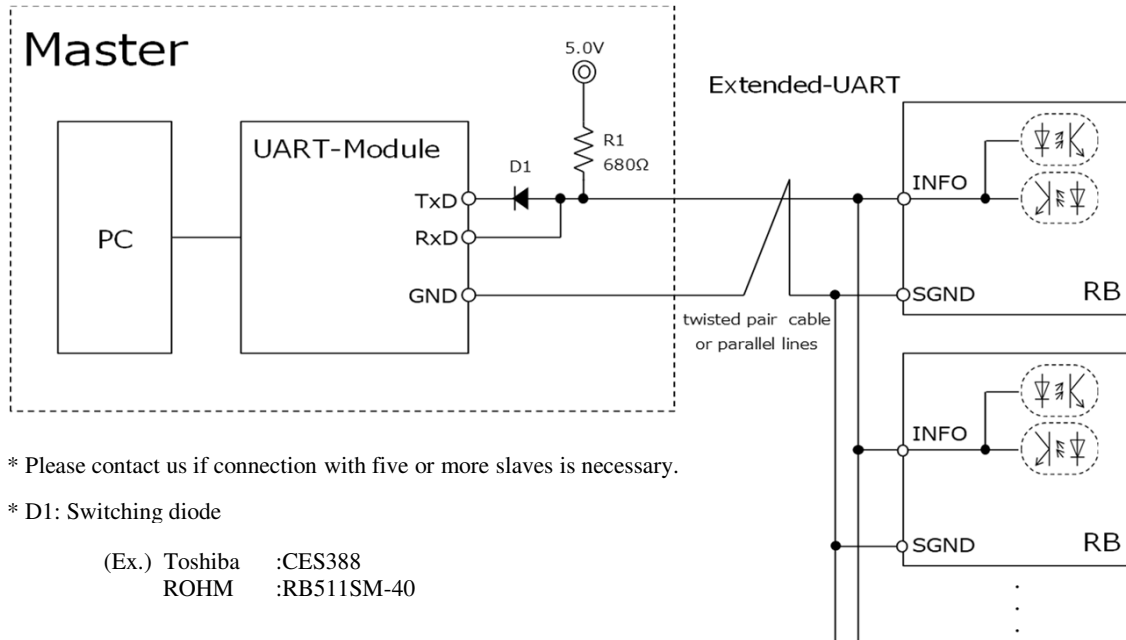 Master
5.0V
Extended-UART
R1
680Ω
UART-Module
D1
TxD
RxD
GND
PC
INFO
SGND
RB
twisted pair cable
or parallel lines
INFO
SGND
RB
* Please contact us if connection with five or more slaves is necessary.
* D1: Switching diode
(Ex.) Toshiba :CES388
ROHM :RB511SM-40